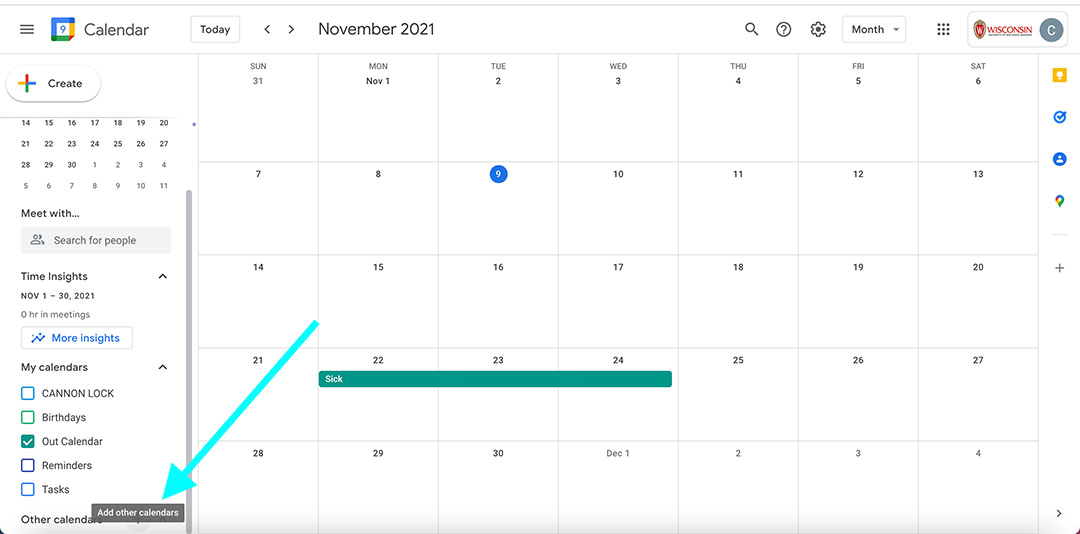 9 Calendar Today November 2021 Month WISCONSIN C
Create
SUN MON TUE WED THU FRI SAT
31 Nov 1 2 3 4 5 6
14 15 16 17 18 19 20
21 22 23 24 25 26 27
28 29 30 1 2 3 4
5 6 7 8 9 10 11
7 8 9 10 11 12 13
Meet with...
Search for people
14 15 16 17 18 19 20
Time Insights
NOV 1 – 30, 2021
0 hr in meetings
More insights
21 22 23 24 25 26 27
Sick
My calendars
CANNON LOCK
Birthdays
Out Calendar
Reminders
Tasks
28 29 30 Dec 1 2 3 4
Add other calendars
Other calendars